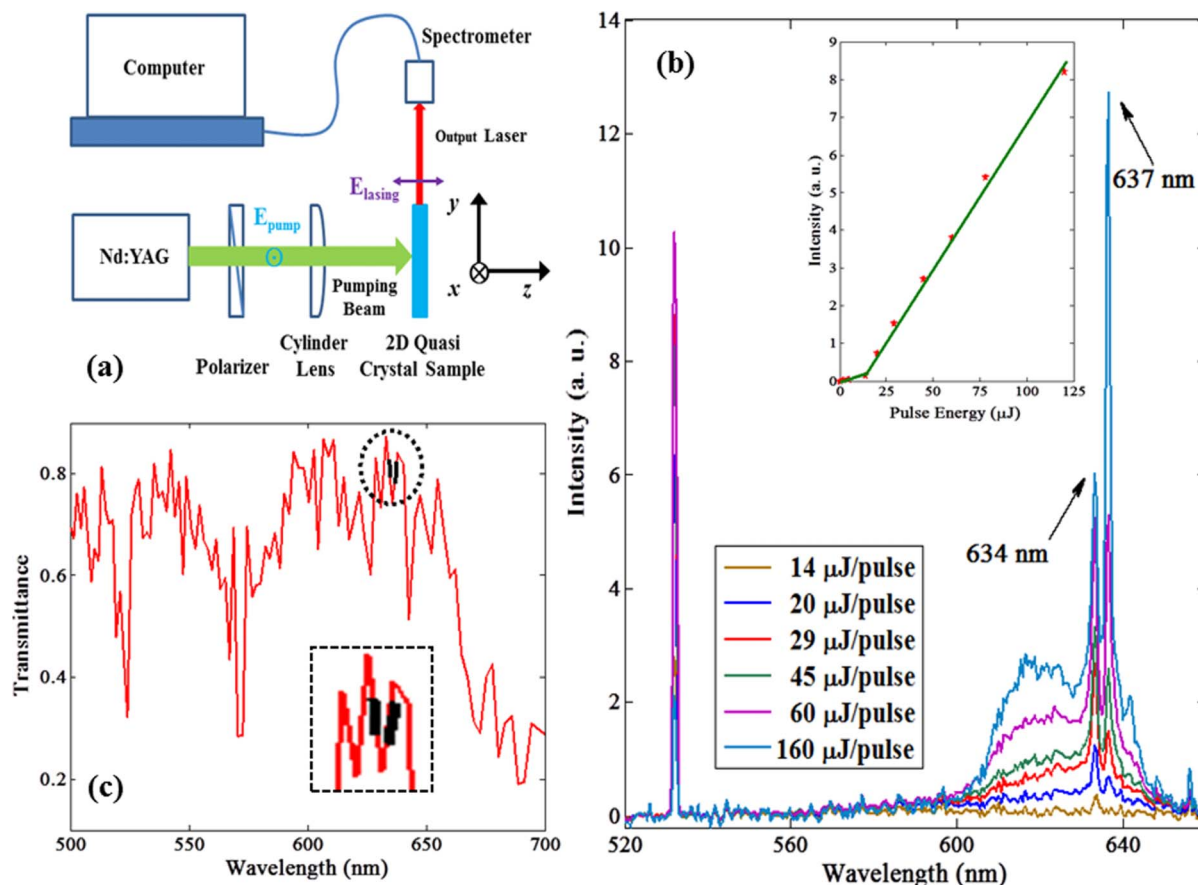 Computer
Spectrometer
Output Laser
E_lasing
Nd:YAG
E_pump
Pumping
Beam
y
x
z
(a)
Polarizer
Cylinder
Lens
2D Quasi
Crystal Sample
(b)
Intensity (a. u.)
14
12
10
8
6
4
2
0
520
560
600
640
Wavelength (nm)
637 nm
634 nm
14 µJ/pulse
20 µJ/pulse
29 µJ/pulse
45 µJ/pulse
60 µJ/pulse
160 µJ/pulse
Intensity (a. u.)
9
8
7
6
5
4
3
2
1
0
0
25
50
75
100
125
Pulse Energy (µJ)
(c)
Transmittance
0.8
0.6
0.4
0.2
500
550
600
650
700
Wavelength (nm)